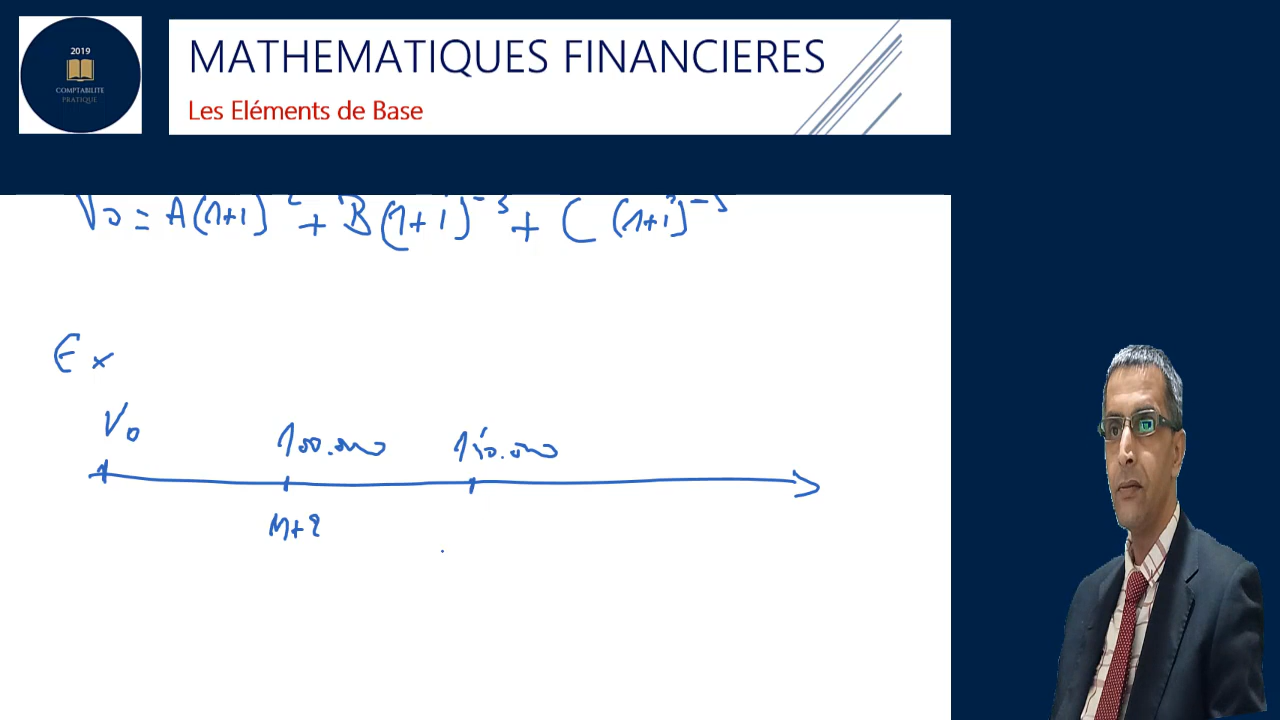 2019
COMPTABILITE
PRATIQUE
MATHEMATIQUES FINANCIERES
Les Eléments de Base
V0 = A(1+i) + B(1+i)^-3 + C (1+i)^-5
Ex
V0
100.000 150.000
M+2